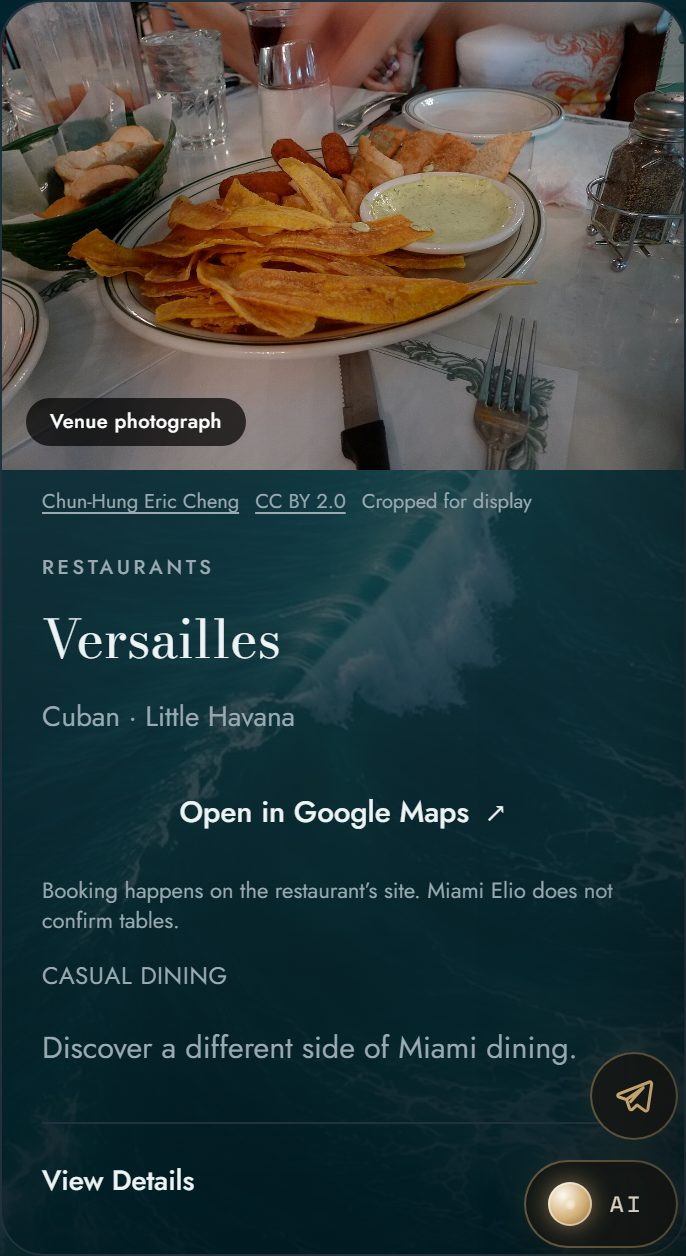 Venue photograph
Chun-Hung Eric Cheng CC BY 2.0 Cropped for display
RESTAURANTS
Versailles
Cuban · Little Havana
Open in Google Maps ↗
Booking happens on the restaurant’s site. Miami Elio does not
confirm tables.
CASUAL DINING
Discover a different side of Miami dining.
View Details
AI